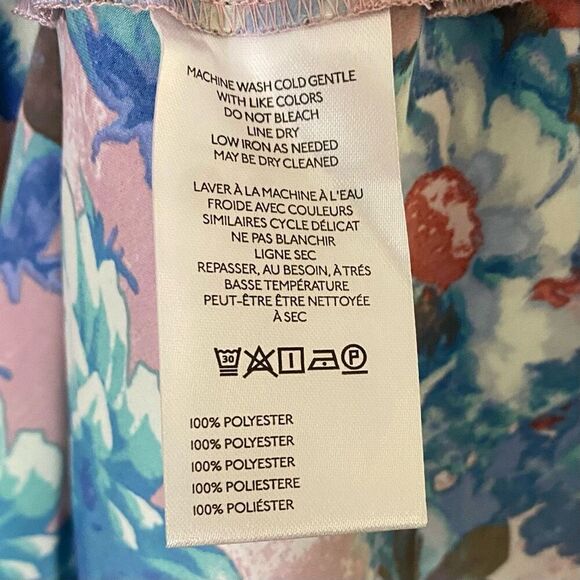 MACHINE WASH COLD GENTLE
WITH LIKE COLORS
DO NOT BLEACH
LINE DRY
LOW IRON AS NEEDED
MAY BE DRY CLEANED
LAVER À LA MACHINE À L'EAU
FROIDE AVEC COULEURS
SIMILAIRES CYCLE DÉLICAT
NE PAS BLANCHIR
LIGNE SEC
REPASSER, AU BESOIN, À TRÉS
BASSE TEMPÉRATURE
PEUT-ÊTRE ÊTRE NETTOYÉE
À SEC
30 P
100% POLYESTER
100% POLYESTER
100% POLYESTER
100% POLIESTERE
100% POLIÉSTER